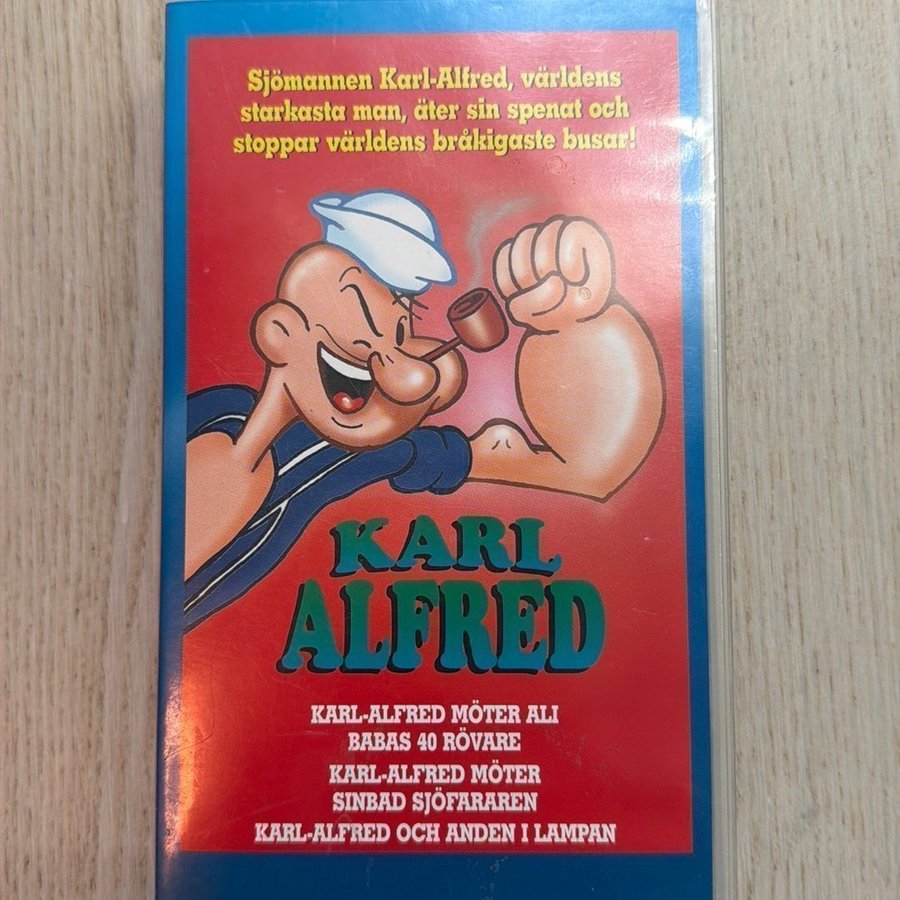 Sjömannen Karl-Alfred, världens
starkasta man, äter sin spenat och
stoppar världens bråkigaste busar!
KARL
ALFRED
KARL-ALFRED MÖTER ALI
BABAS 40 RÖVARE
KARL-ALFRED MÖTER
SINBAD SJÖFARAREN
KARL-ALFRED OCH ANDEN I LAMPAN